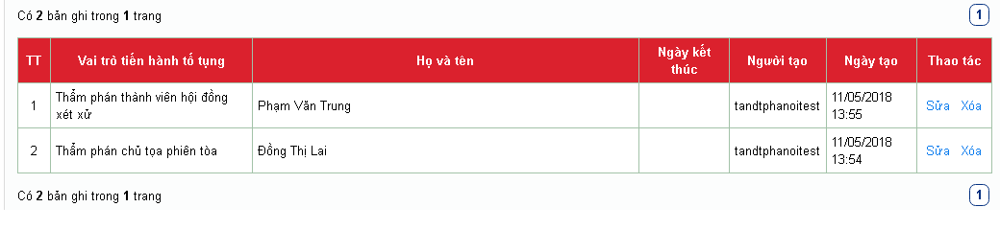 Có 2 bản ghi trong 1 trang
1
TT
Vai trò tiến hành tố tụng
Họ và tên
Ngày kết
thúc
Người tạo
Ngày tạo
Thao tác
1
Thẩm phán thành viên hội đồng
xét xử
Phạm Văn Trung
tandtphanoitest
11/05/2018
13:55
Sửa Xóa
2
Thẩm phán chủ tọa phiên tòa
Đồng Thị Lai
tandtphanoitest
11/05/2018
13:54
Sửa Xóa
Có 2 bản ghi trong 1 trang
1